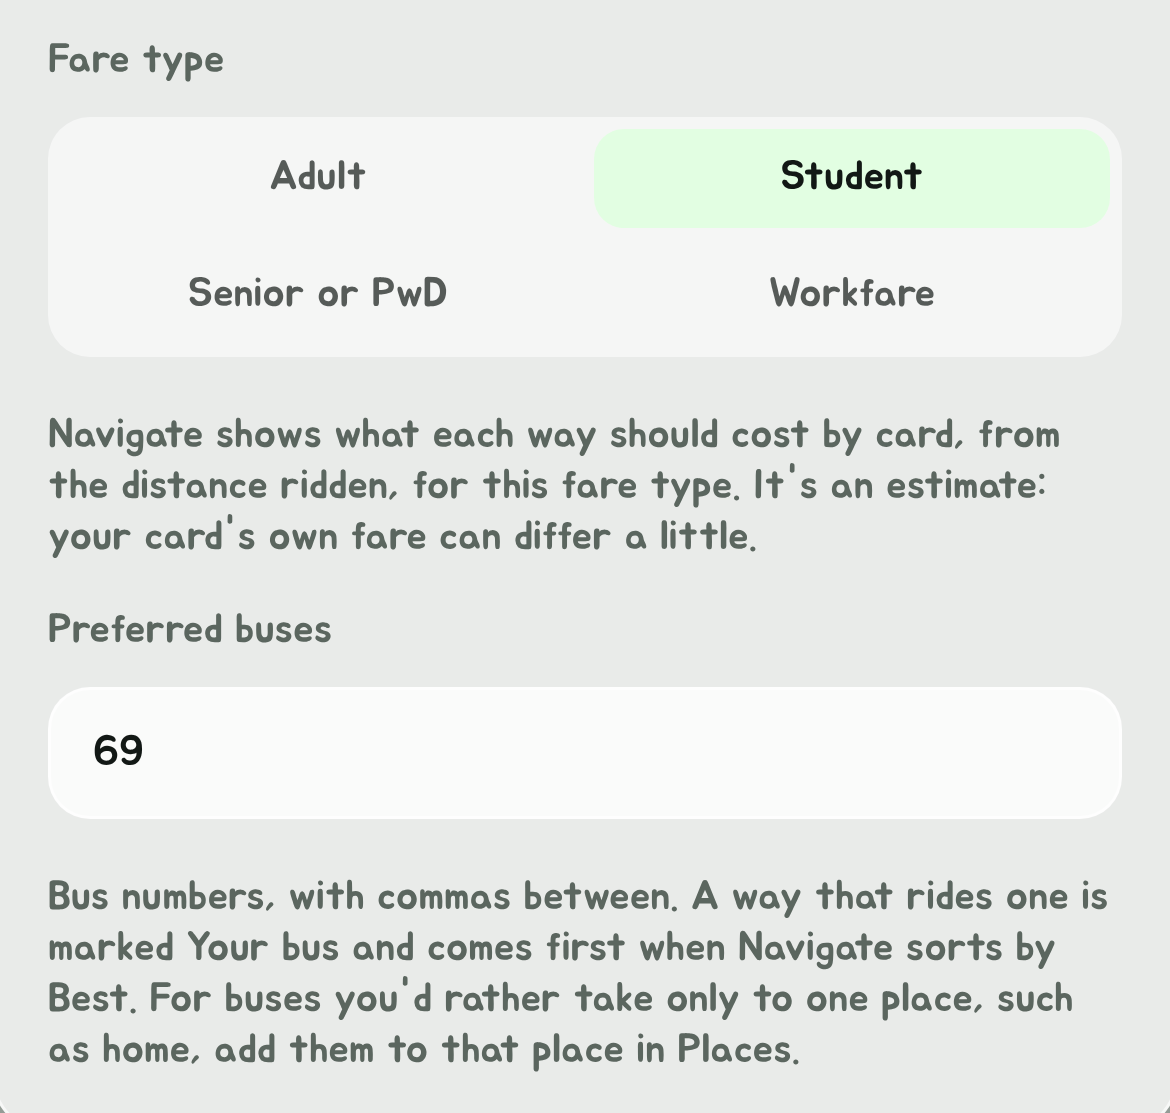 Fare type
Adult
Student
Senior or PwD
Workfare
Navigate shows what each way should cost by card, from
the distance ridden, for this fare type. It's an estimate:
your card's own fare can differ a little.
Preferred buses
69
Bus numbers, with commas between. A way that rides one is
marked Your bus and comes first when Navigate sorts by
Best. For buses you'd rather take only to one place, such
as home, add them to that place in Places.